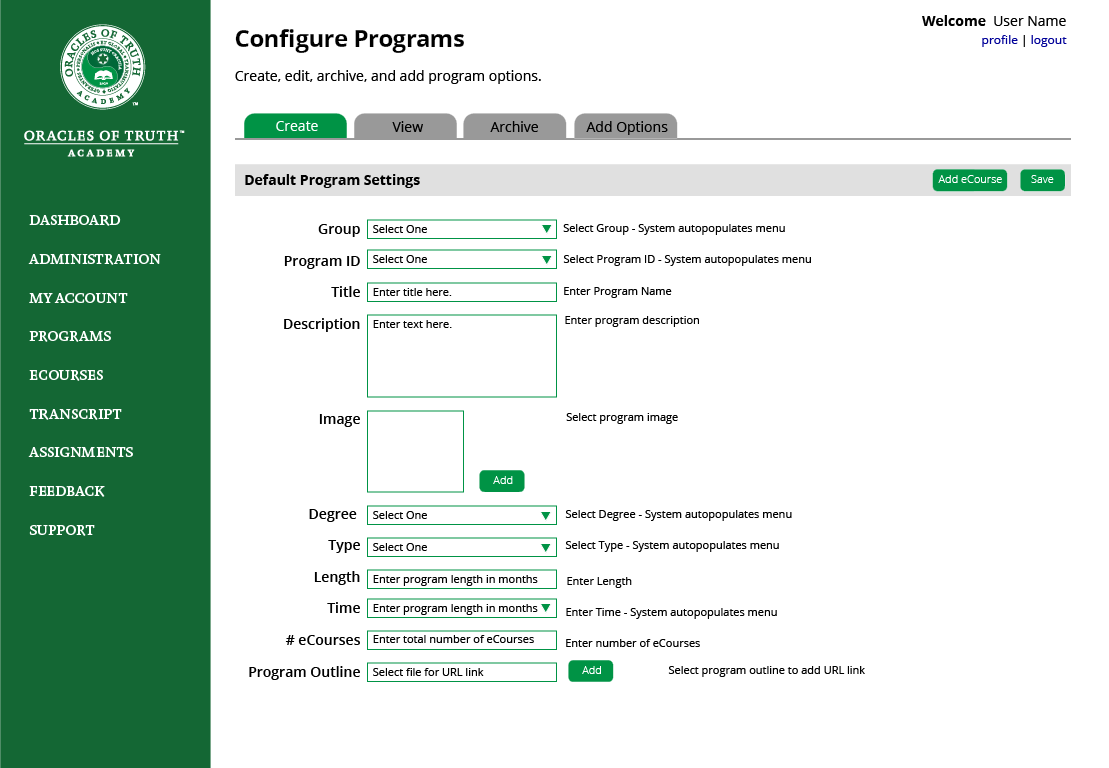 ORACLES OF TRUTH
ACADEMY
™
ORACLES OF TRUTH™
ACADEMY
DASHBOARD
ADMINISTRATION
MY ACCOUNT
PROGRAMS
ECOURSES
TRANSCRIPT
ASSIGNMENTS
FEEDBACK
SUPPORT
Welcome User Name
profile | logout
Configure Programs
Create, edit, archive, and add program options.
Create View Archive Add Options
Default Program Settings Add eCourse Save
Group Select One Select Group - System autopopulates menu
Program ID Select One Select Program ID - System autopopulates menu
Title Enter title here. Enter Program Name
Description Enter text here. Enter program description
Image Select program image
Add
Degree Select One Select Degree - System autopopulates menu
Type Select One Select Type - System autopopulates menu
Length Enter program length in months Enter Length
Time Enter program length in months Enter Time - System autopopulates menu
# eCourses Enter total number of eCourses Enter number of eCourses
Program Outline Select file for URL link Add Select program outline to add URL link